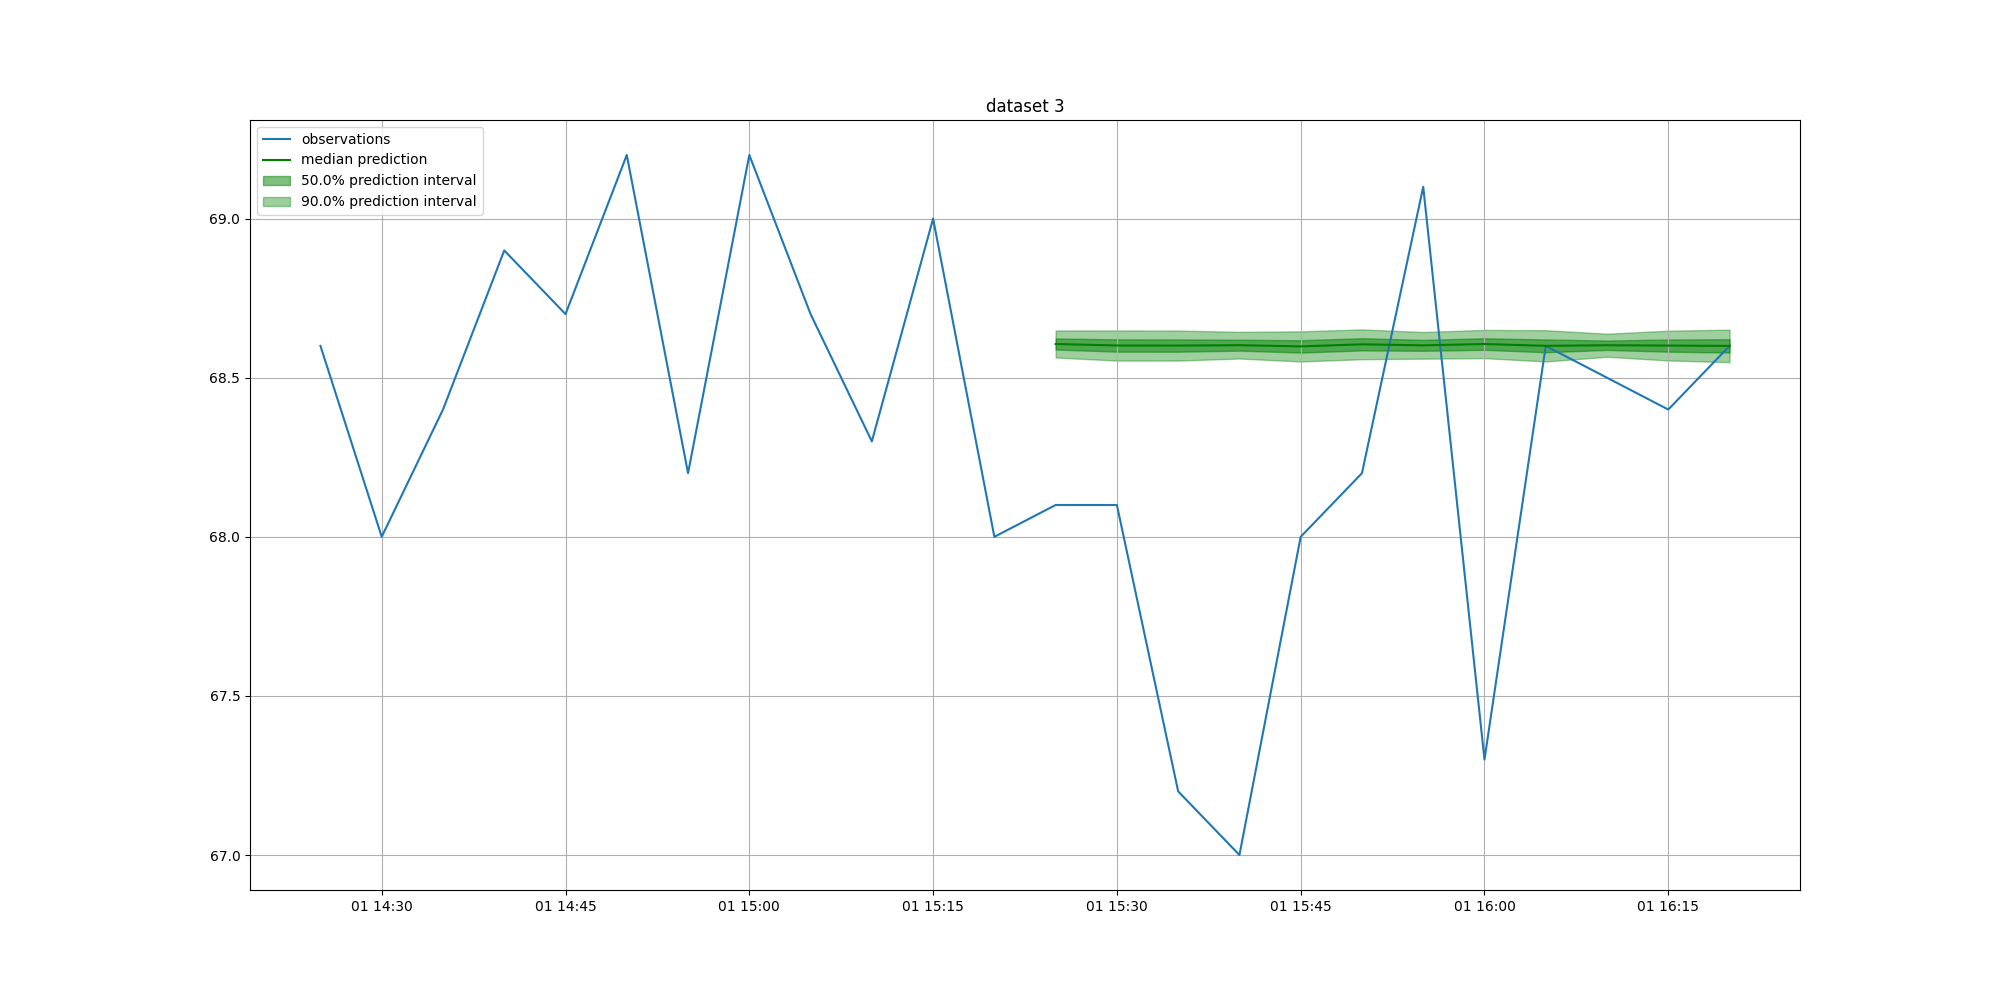 dataset 3
observations
median prediction
50.0% prediction interval
90.0% prediction interval
69.0
68.5
68.0
67.5
67.0
01 14:30
01 14:45
01 15:00
01 15:15
01 15:30
01 15:45
01 16:00
01 16:15